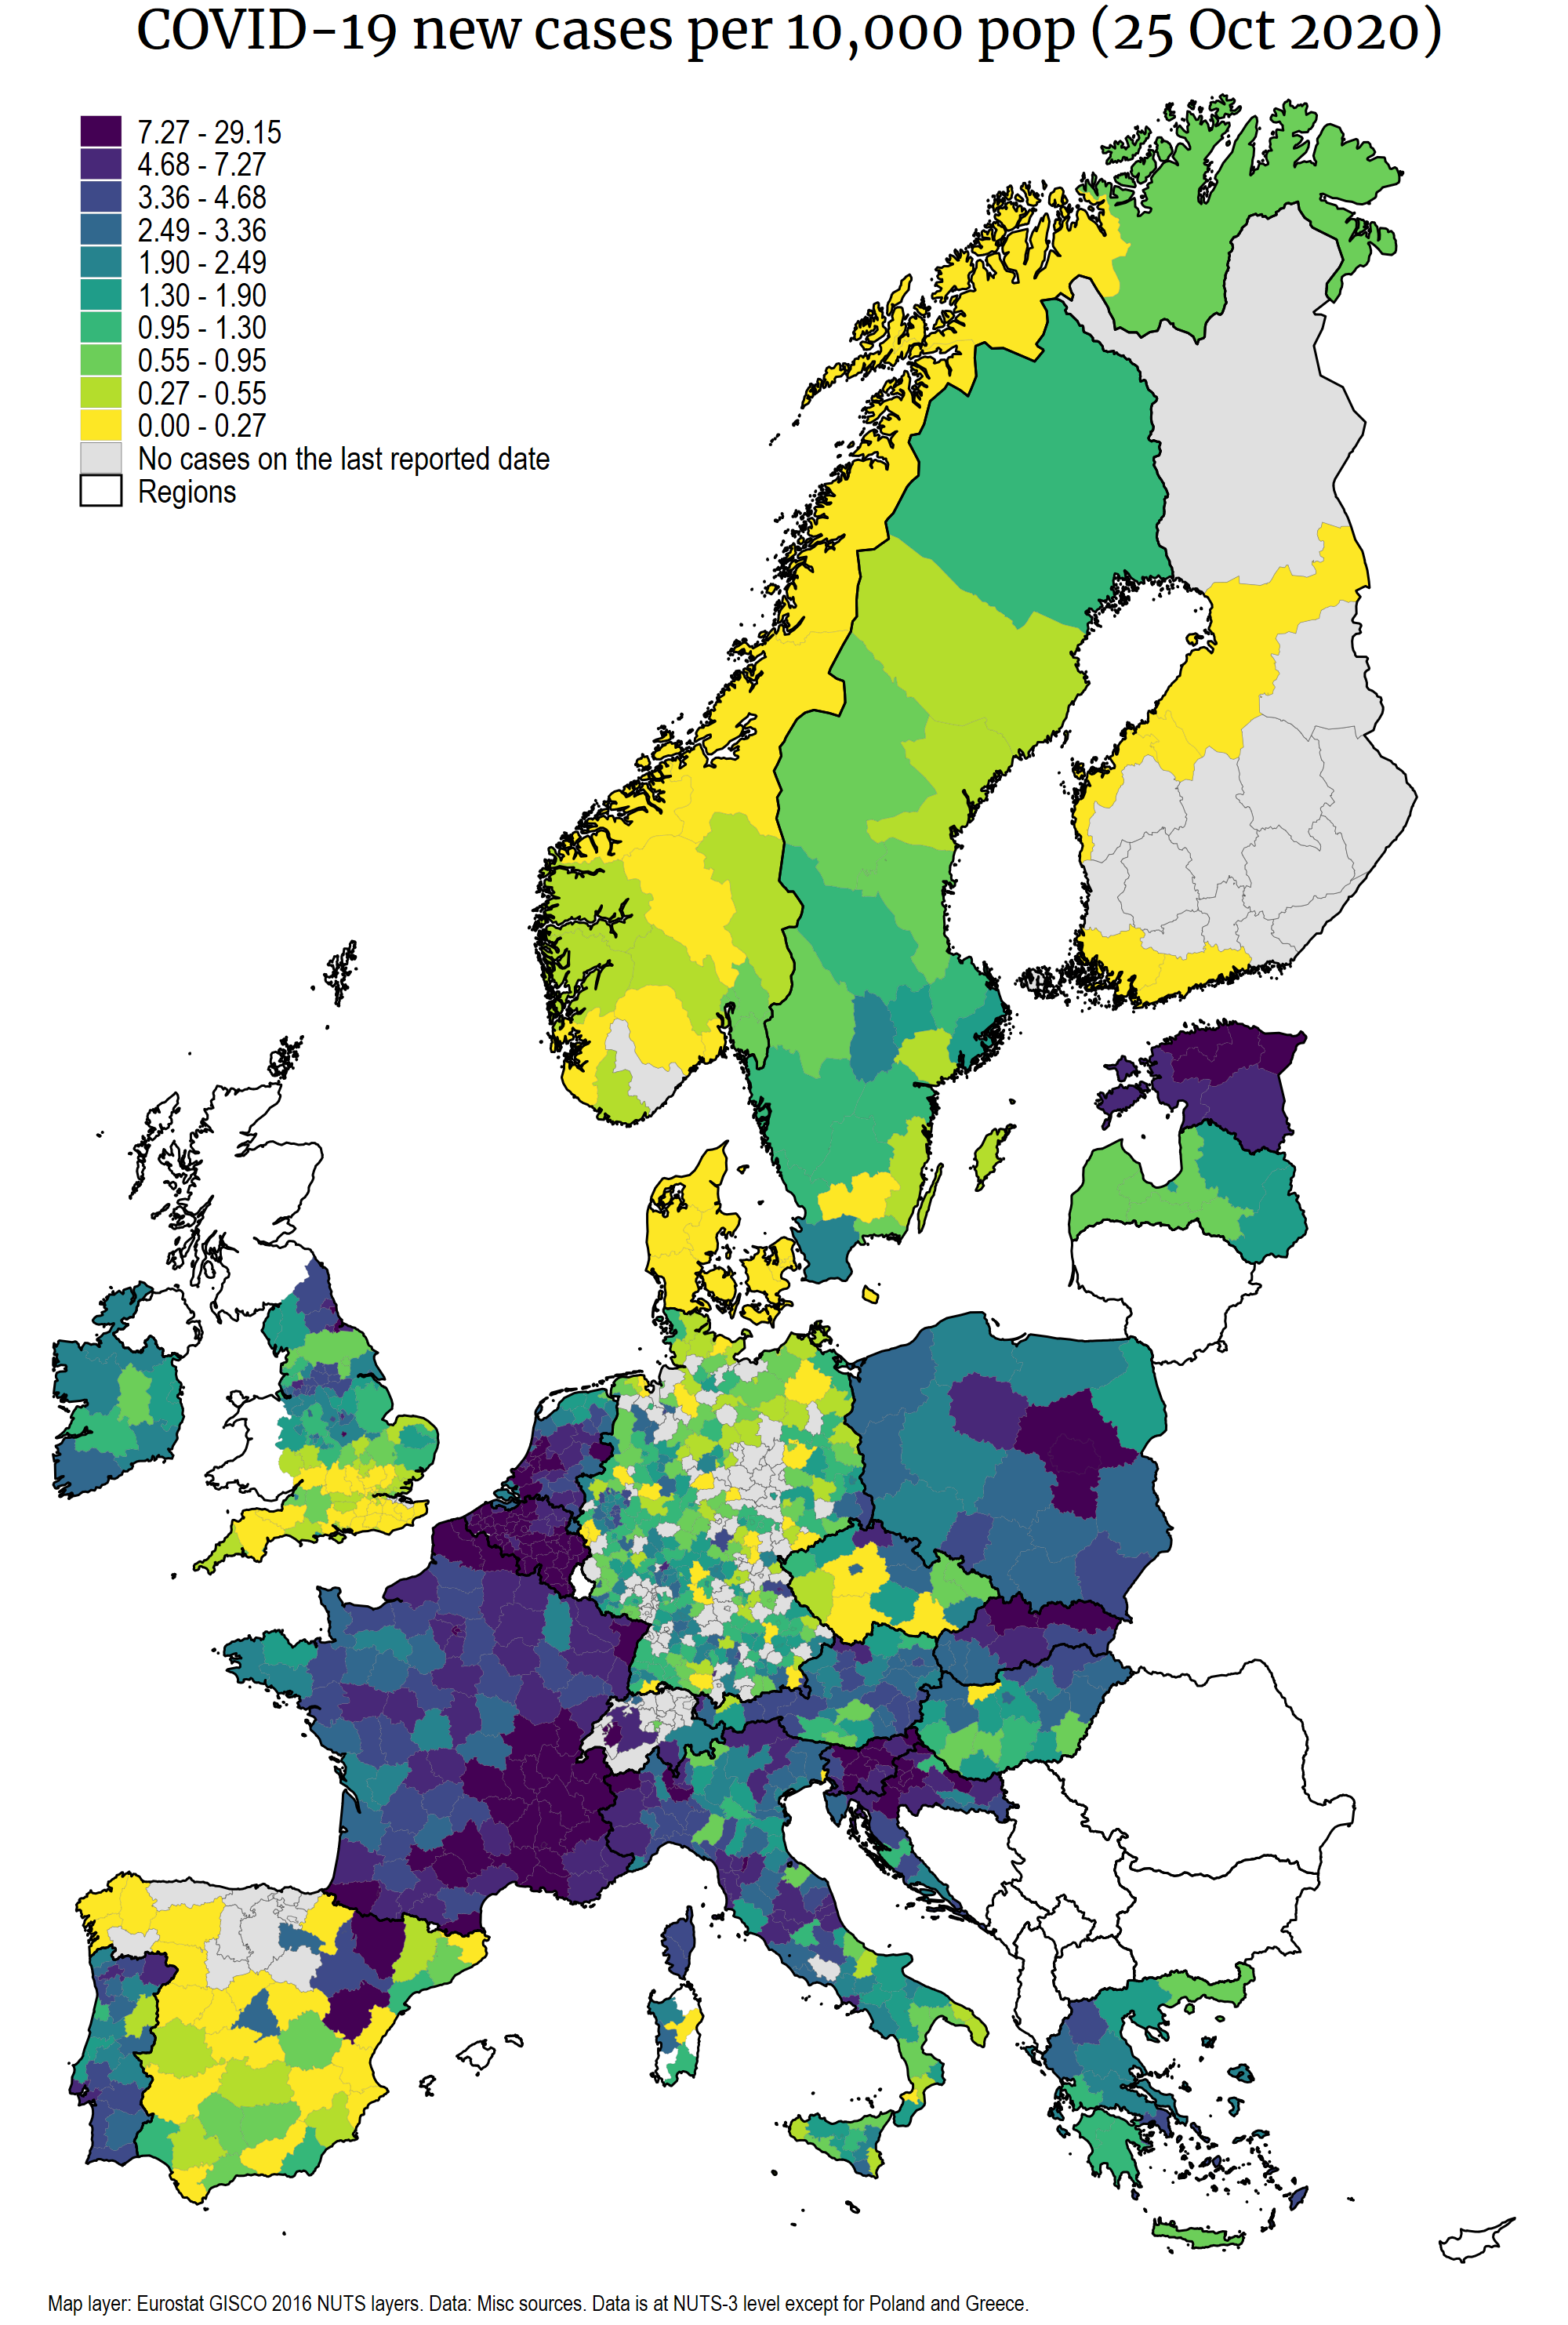 COVID-19 new cases per 10,000 pop (25 Oct 2020)
7.27 - 29.15
4.68 - 7.27
3.36 - 4.68
2.49 - 3.36
1.90 - 2.49
1.30 - 1.90
0.95 - 1.30
0.55 - 0.95
0.27 - 0.55
0.00 - 0.27
No cases on the last reported date
Regions
Map layer: Eurostat GISCO 2016 NUTS layers. Data: Misc sources. Data is at NUTS-3 level except for Poland and Greece.